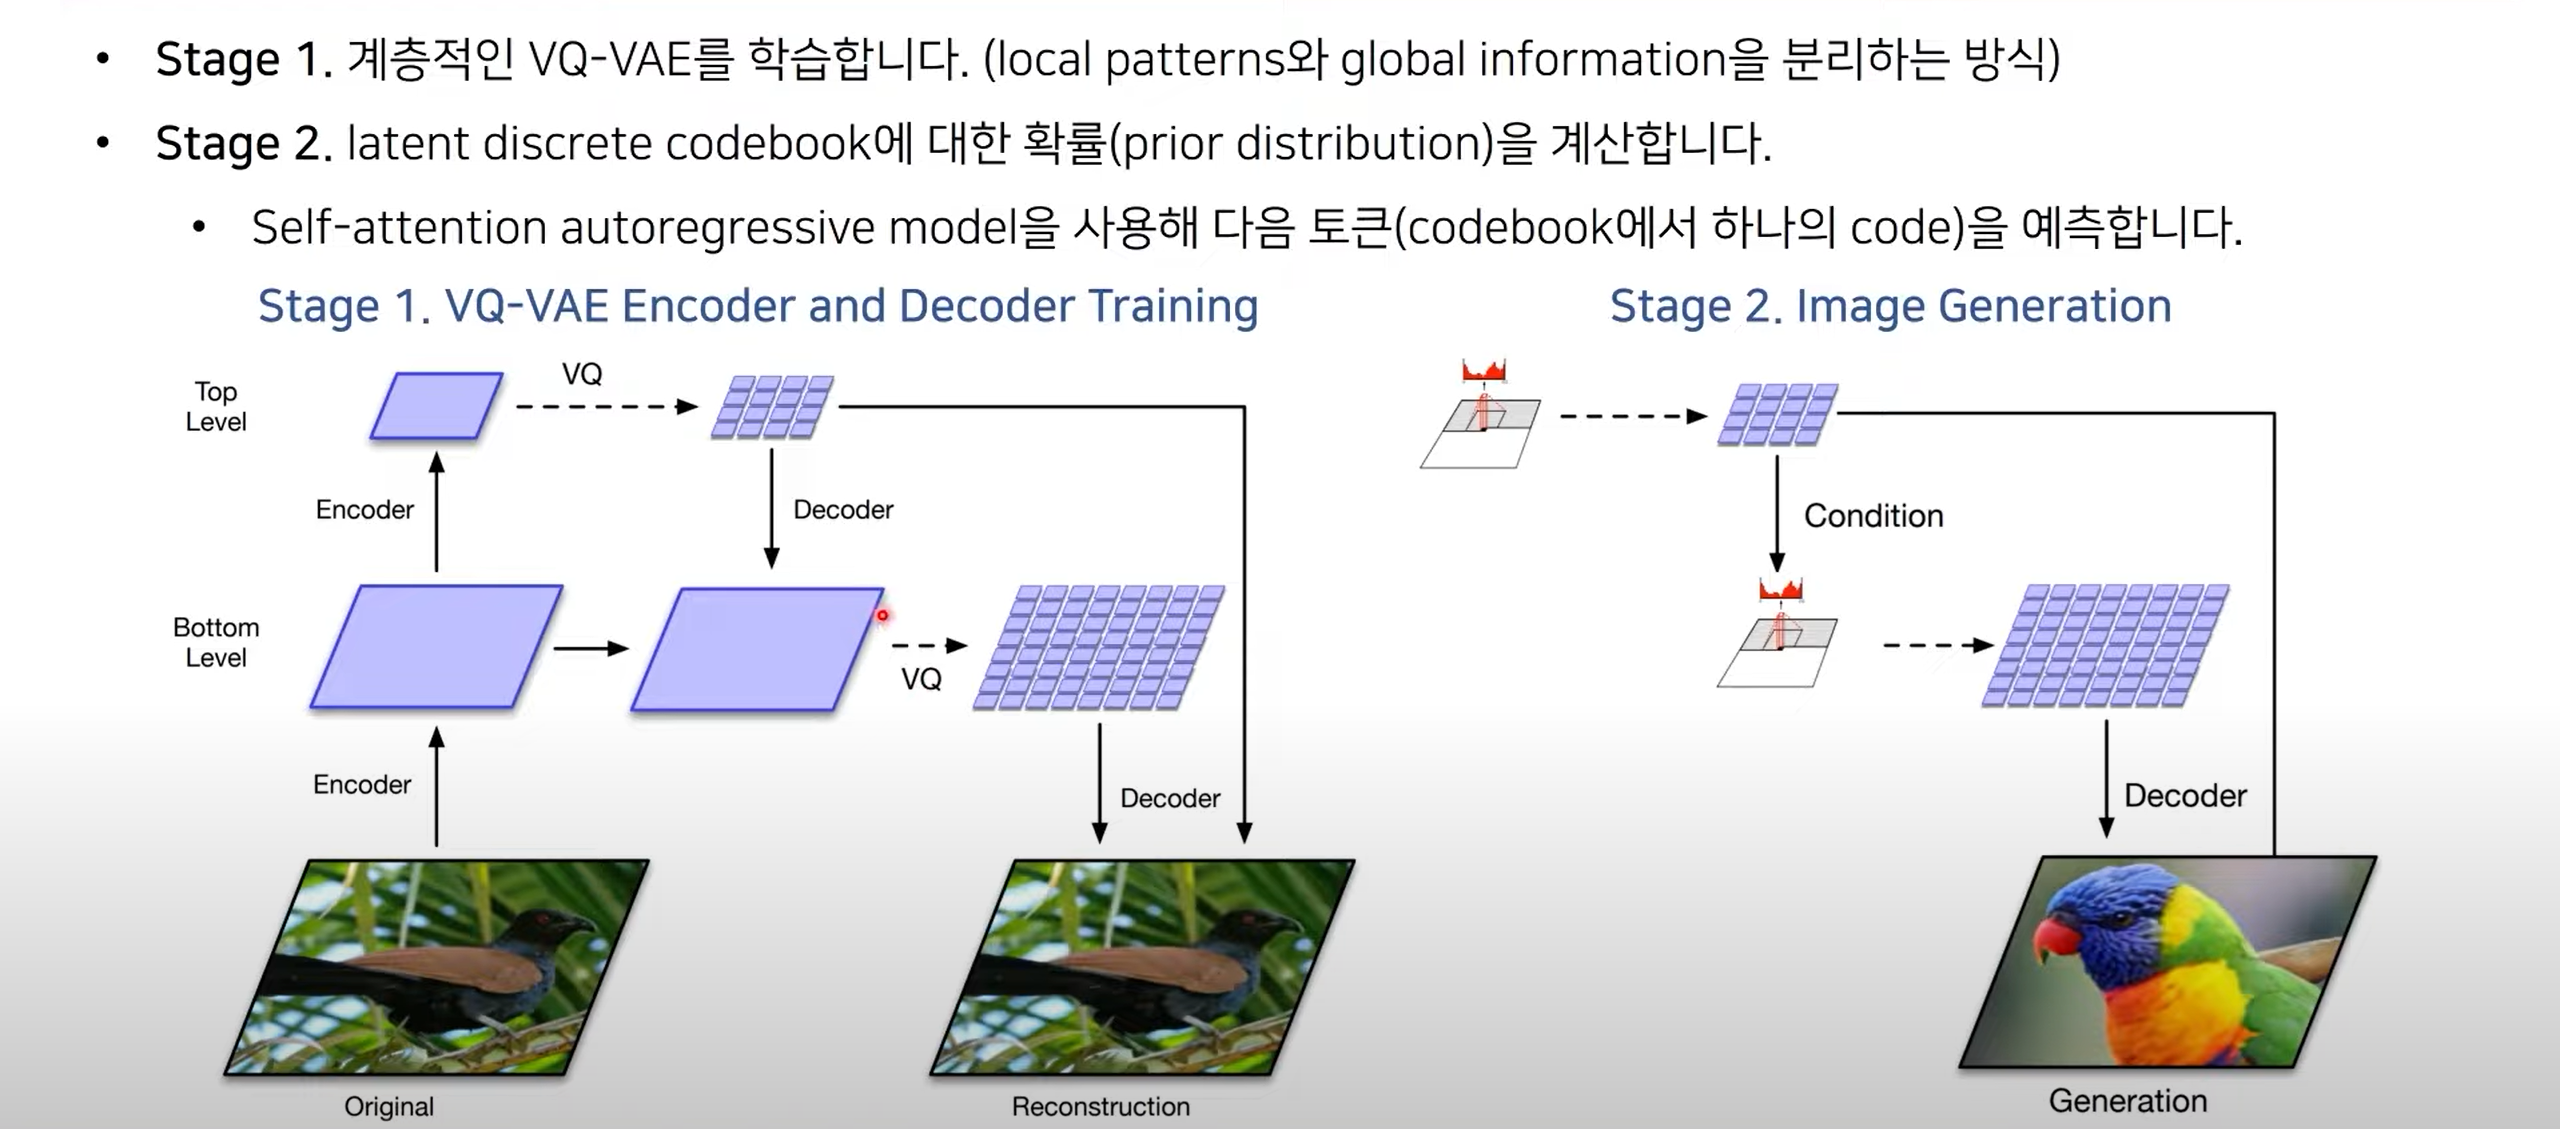 • Stage 1. 계층적인 VQ-VAE를 학습합니다. (local patterns와 global information을 분리하는 방식)
• Stage 2. latent discrete codebook에 대한 확률(prior distribution)을 계산합니다.
• Self-attention autoregressive model을 사용해 다음 토큰(codebook에서 하나의 code)을 예측합니다.
Stage 1. VQ-VAE Encoder and Decoder Training
Top
Level
VQ
Encoder
Decoder
Bottom
Level
VQ
Encoder
Decoder
Original
Reconstruction
Stage 2. Image Generation
Condition
Decoder
Generation